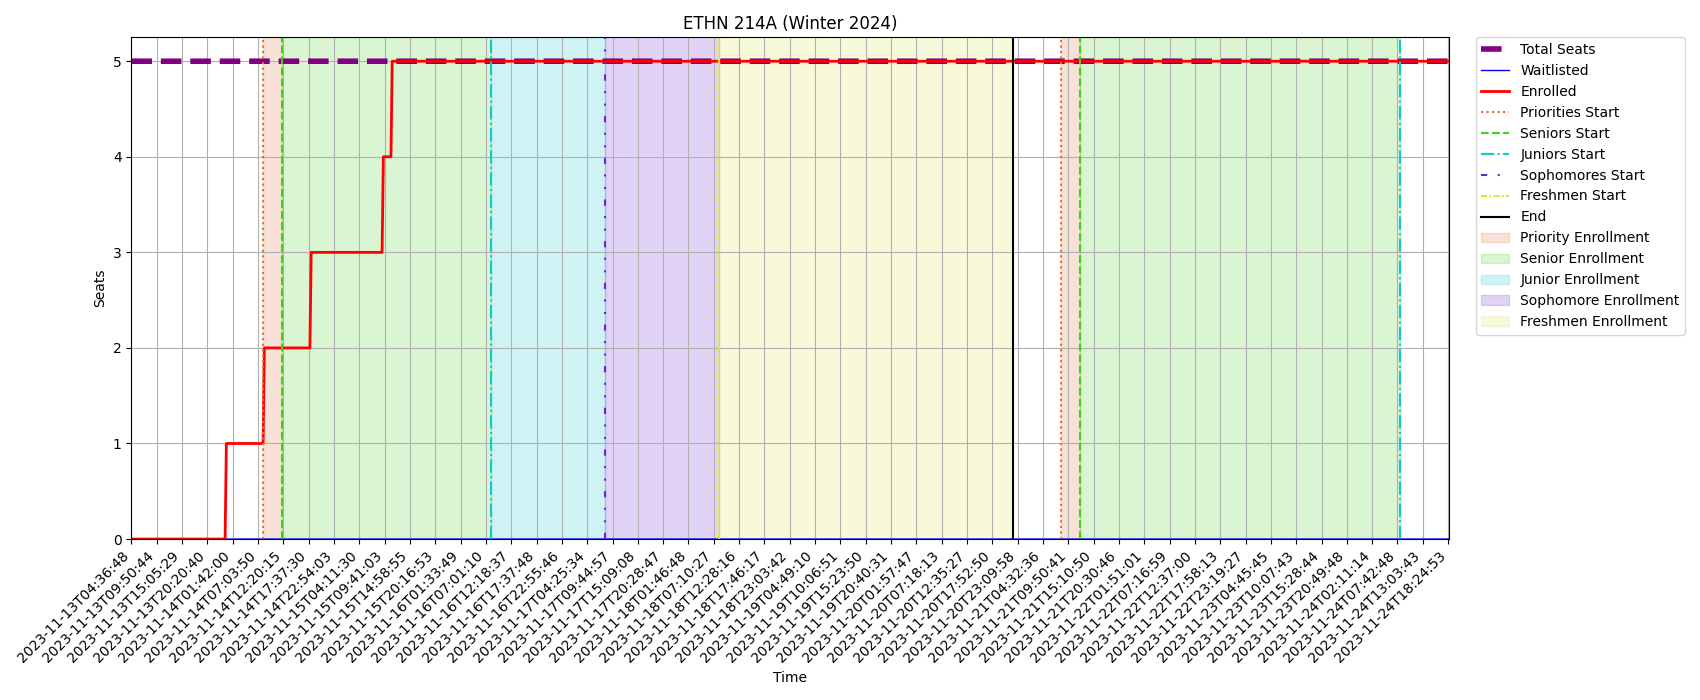 ETHN 214A (Winter 2024)
Seats
5
4
3
2
1
0
2023-11-13T04:36:48
2023-11-13T09:50:44
2023-11-13T15:05:29
2023-11-13T20:20:40
2023-11-14T01:42:00
2023-11-14T07:03:50
2023-11-14T12:20:15
2023-11-14T17:37:30
2023-11-14T22:54:03
2023-11-15T04:11:30
2023-11-15T09:41:03
2023-11-15T14:58:55
2023-11-15T20:16:53
2023-11-16T01:33:49
2023-11-16T07:01:10
2023-11-16T12:18:37
2023-11-16T17:37:48
2023-11-16T22:55:46
2023-11-17T04:25:34
2023-11-17T09:44:57
2023-11-17T15:09:08
2023-11-17T20:28:47
2023-11-18T01:46:48
2023-11-18T07:10:27
2023-11-18T12:28:16
2023-11-18T17:46:17
2023-11-18T23:03:42
2023-11-19T04:49:10
2023-11-19T10:06:51
2023-11-19T15:23:50
2023-11-19T20:40:31
2023-11-20T01:57:47
2023-11-20T07:18:13
2023-11-20T12:35:27
2023-11-20T17:52:50
2023-11-20T23:09:58
2023-11-21T04:32:36
2023-11-21T09:50:41
2023-11-21T15:10:50
2023-11-21T20:30:46
2023-11-22T01:51:01
2023-11-22T07:16:59
2023-11-22T12:37:00
2023-11-22T17:58:13
2023-11-22T23:19:27
2023-11-23T04:45:45
2023-11-23T10:07:43
2023-11-23T15:28:44
2023-11-23T20:49:48
2023-11-24T02:11:14
2023-11-24T07:42:48
2023-11-24T13:03:43
2023-11-24T18:24:53
Time
Total Seats
Waitlisted
Enrolled
Priorities Start
Seniors Start
Juniors Start
Sophomores Start
Freshmen Start
End
Priority Enrollment
Senior Enrollment
Junior Enrollment
Sophomore Enrollment
Freshmen Enrollment